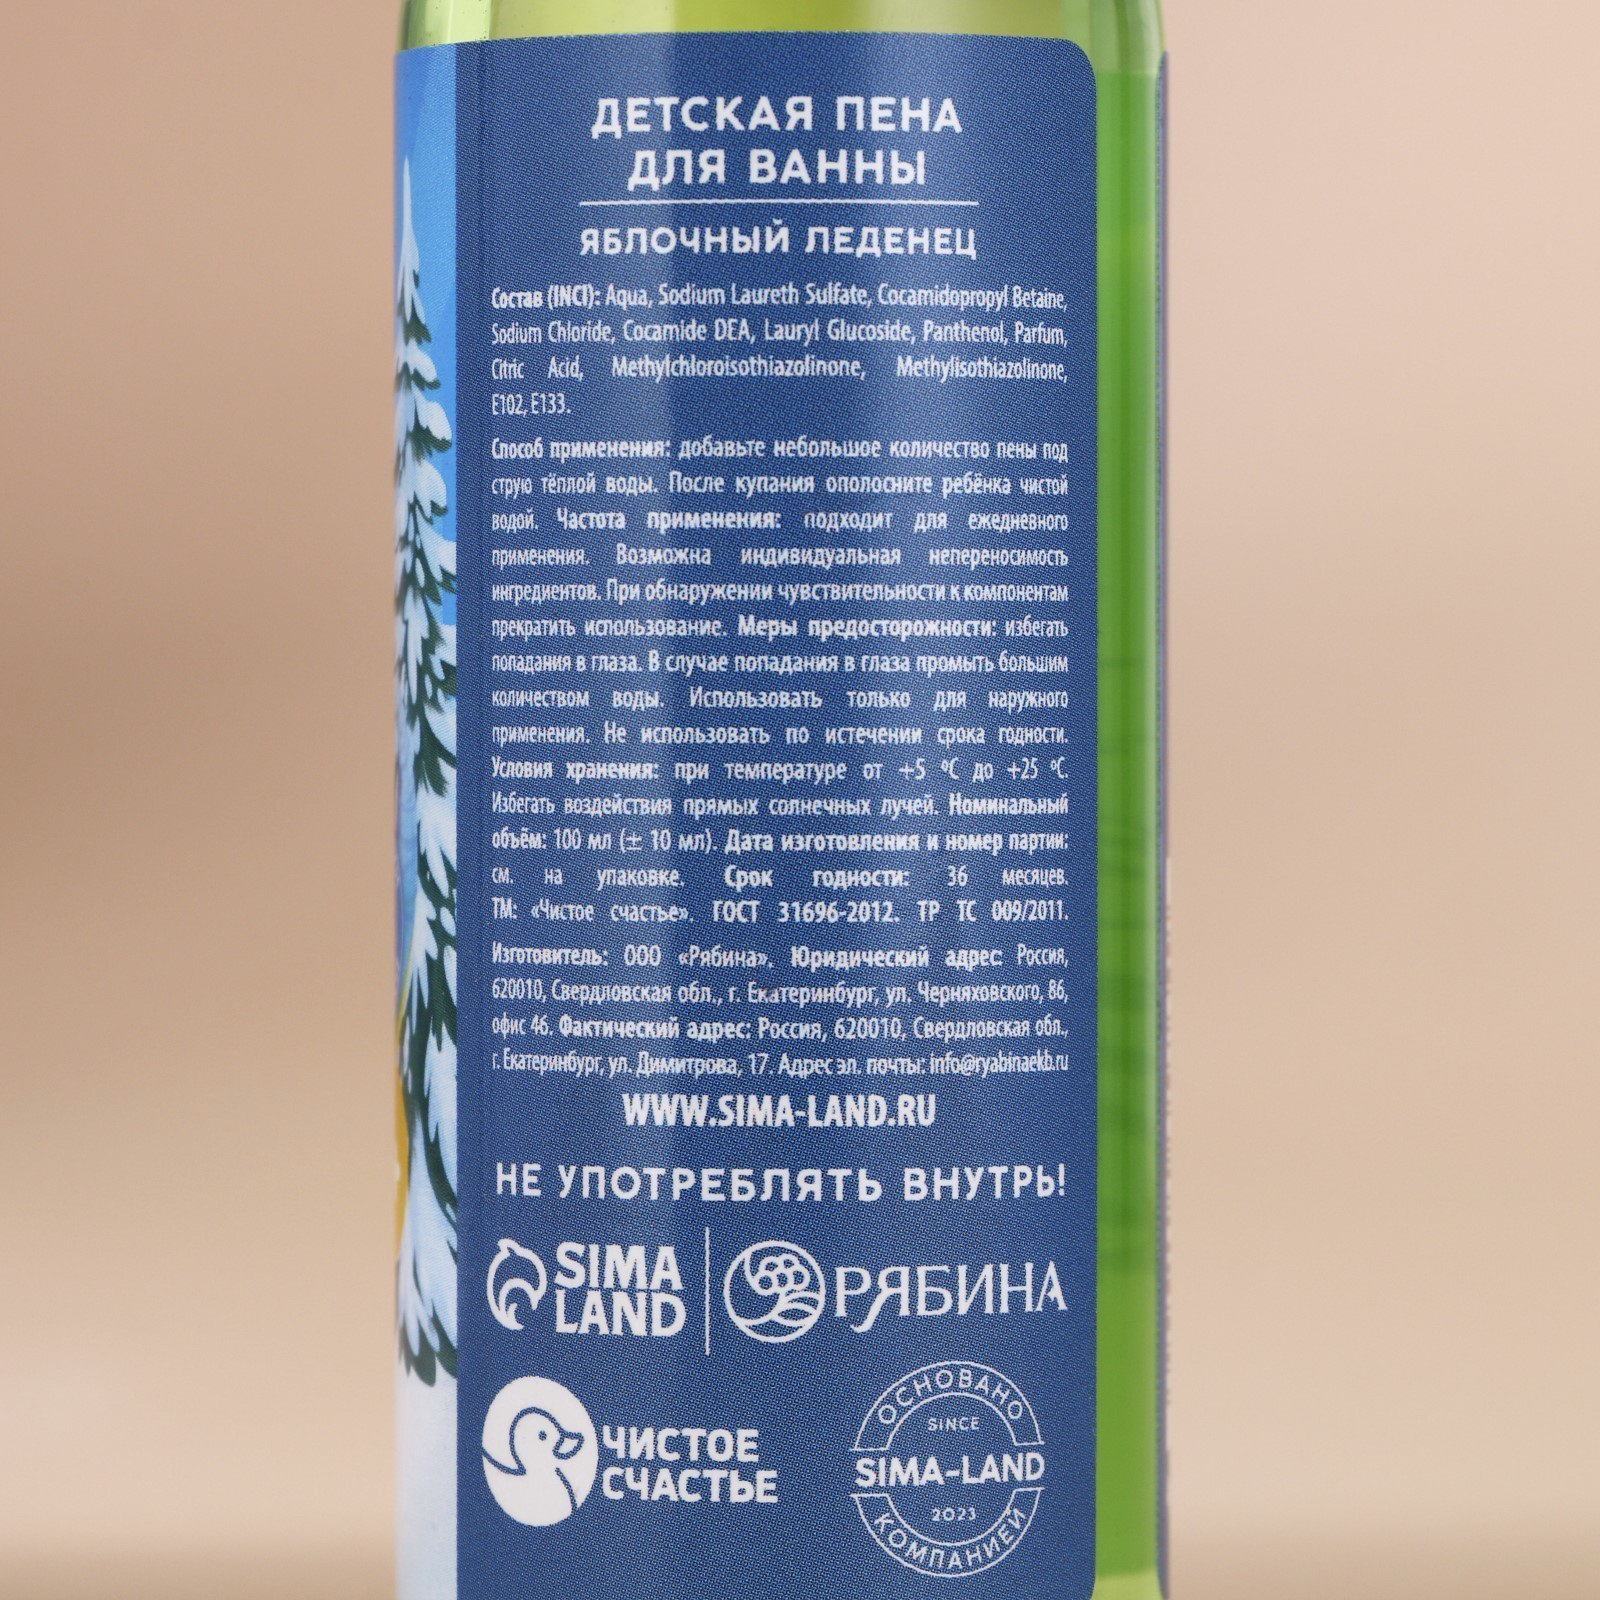 ДЕТСКАЯ ПЕНА
ДЛЯ ВАННЫ
ЯБЛОЧНЫЙ ЛЕДЕНЕЦ
Состав (INCI): Aqua, Sodium Laureth Sulfate, Cocamidopropyl Betaine,
Sodium Chloride, Cocamide DEA, Lauryl Glucoside, Panthenol, Parfum,
Citric Acid, Methylchloroisothiazolinone, Methylisothiazolinone,
E102, E133.
Способ применения: добавьте небольшое количество пены под
струю тёплой воды. После купания ополосните ребёнка чистой
водой. Частота применения: подходит для ежедневного
применения. Возможна индивидуальная непереносимость
ингредиентов. При обнаружении чувствительности к компонентам
прекратить использование. Меры предосторожности: избегать
попадания в глаза. В случае попадания в глаза промыть большим
количеством воды. Использовать только для наружного
применения. Не использовать по истечении срока годности.
Условия хранения: при температуре от +5 °C до +25 °C.
Избегать воздействия прямых солнечных лучей. Номинальный
объём: 100 мл (± 10 мл). Дата изготовления и номер партии:
см. на упаковке. Срок годности: 36 месяцев.
ТМ: «Чистое счастье». ГОСТ 31696-2012. ТР ТС 009/2011.
Изготовитель: ООО «Рябина». Юридический адрес: Россия,
620010, Свердловская обл., г. Екатеринбург, ул. Черняховского, 86,
офис 46. Фактический адрес: Россия, 620010, Свердловская обл.,
г. Екатеринбург, ул. Димитрова, 17. Адрес эл. почты: info@ryabinaekb.ru
WWW.SIMA-LAND.RU
НЕ УПОТРЕБЛЯТЬ ВНУТРЬ!
SIMA
LAND
РЯБИНА
ЧИСТОЕ
СЧАСТЬЕ
ОСНОВАНО
SINCE
SIMA-LAND
2023
КОМПАНИЕЙ